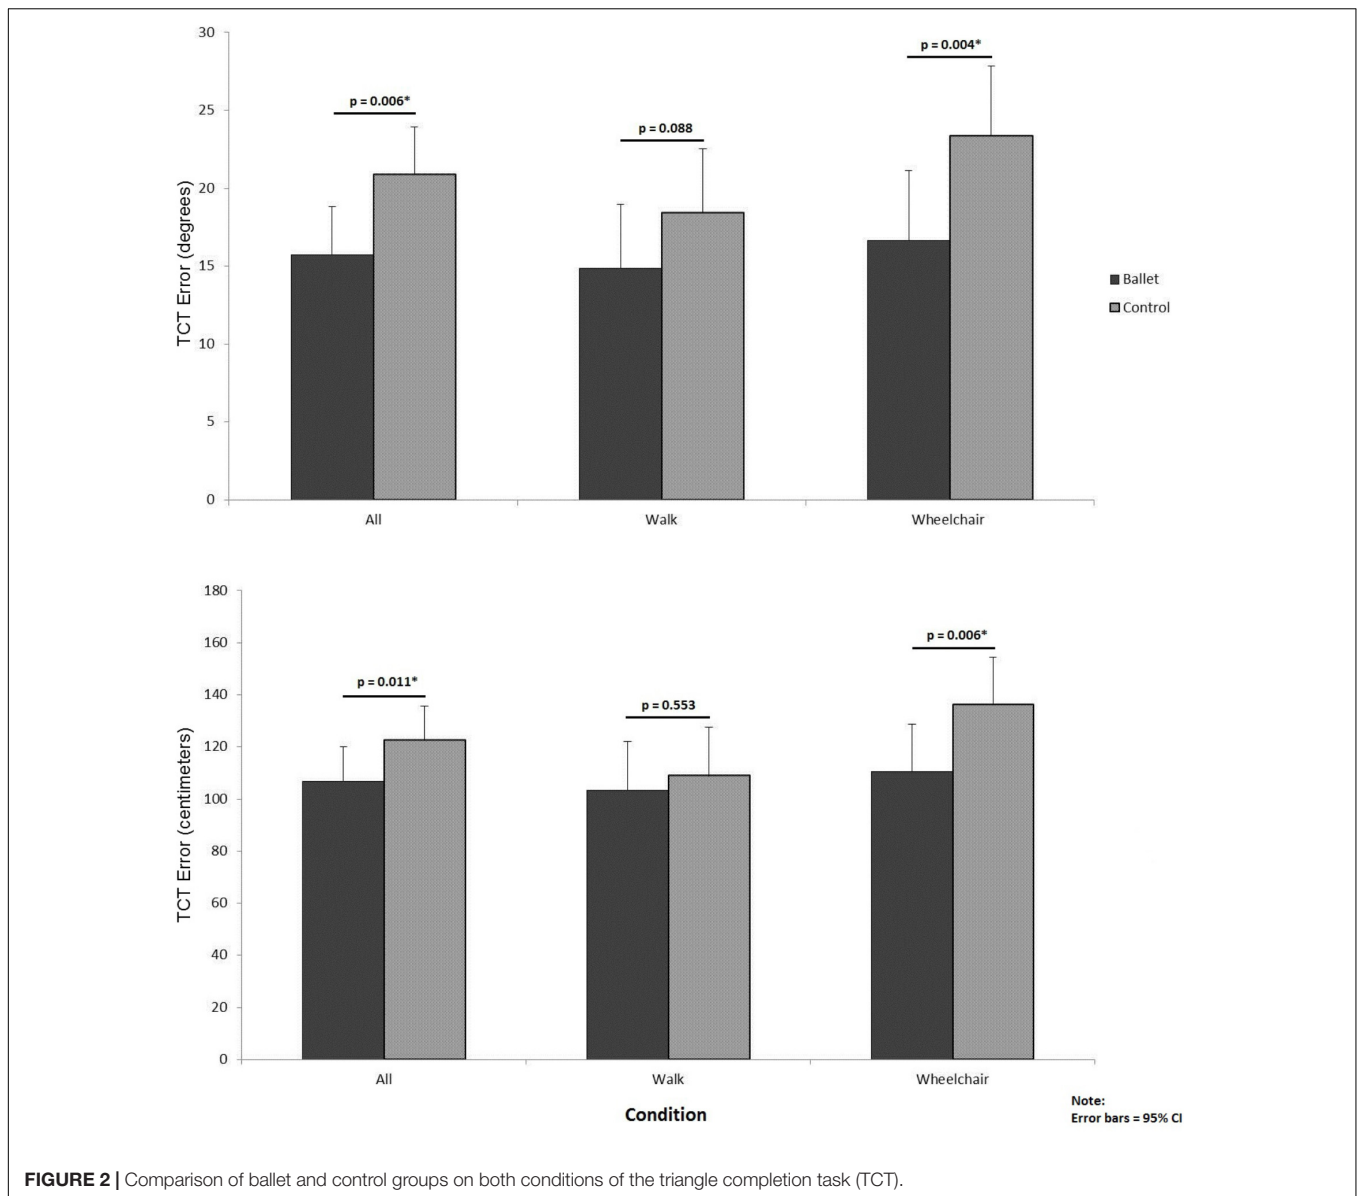 30
p = 0.004*
p = 0.006*
25
p = 0.088
20
TCT Error (degrees)
15
Ballet
Control
10
5
0
All Walk Wheelchair
180
160
p = 0.006*
p = 0.011*
140
p = 0.553
120
TCT Error (centimeters)
100
80
60
40
20
0
All Walk Wheelchair
Condition
Note:
Error bars = 95% CI
FIGURE 2 | Comparison of ballet and control groups on both conditions of the triangle completion task (TCT).